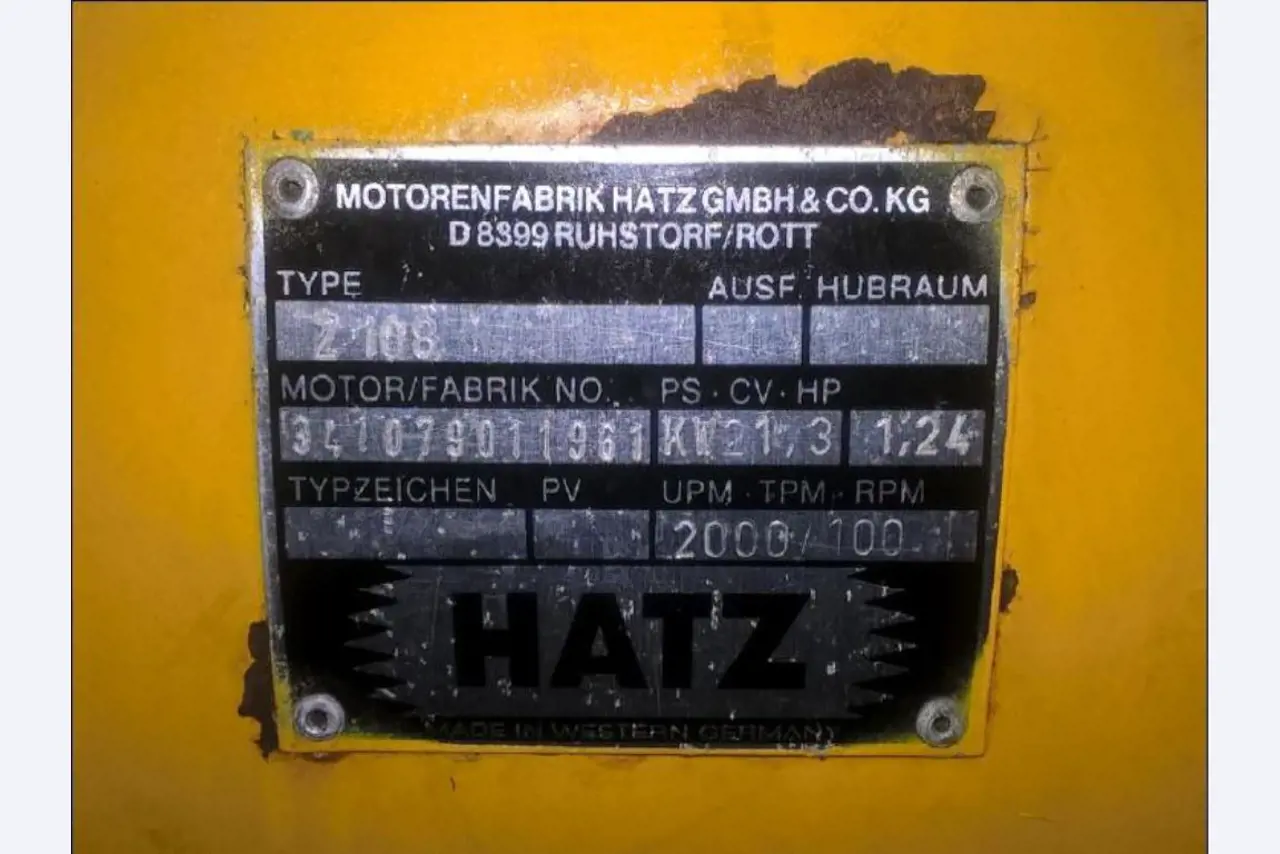 MOTORENFABRIK HATZ GMBH & CO. KG
D 8399 RUHSTORF/ROTT
TYPE AUSF. HUBRAUM
Z 108
MOTOR/FABRIK NO. PS · CV · HP
341079011961 KW21,3 1,24
TYPZEICHEN PV UPM · TPM · RPM
2000/100
HATZ
MADE IN WESTERN GERMANY